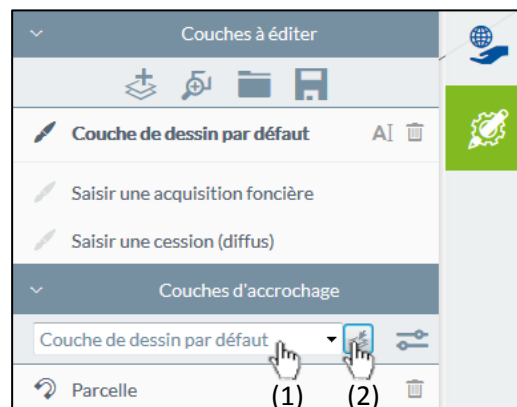 Couches à éditer
Couche de dessin par défaut AI
Saisir une acquisition foncière
Saisir une cession (diffus)
Couches d'accrochage
Couche de dessin par défaut
Parcelle (1) (2)